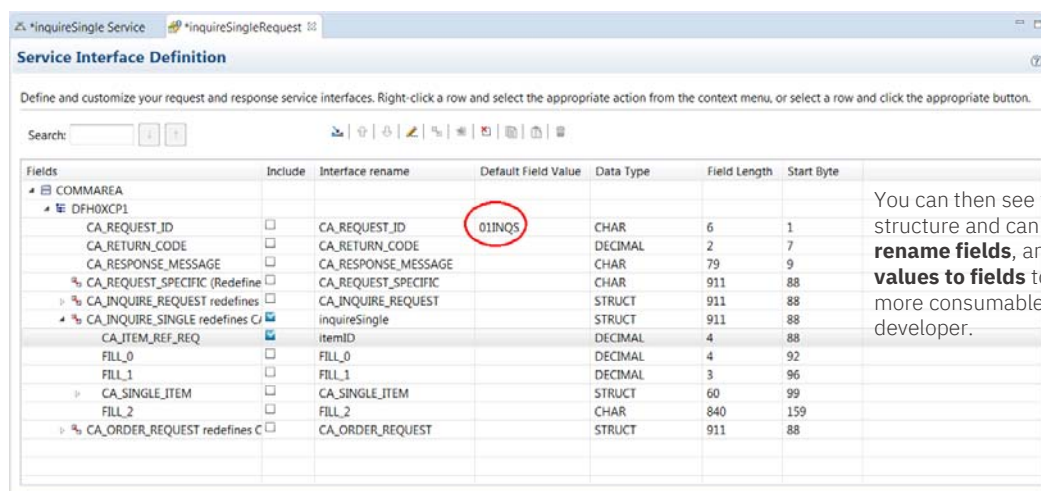 *inquireSingle Service *inquireSingleRequest
Service Interface Definition
Define and customize your request and response service interfaces. Right-click a row and select the appropriate action from the context menu, or select a row and click the appropriate button.
Search:
Fields Include Interface rename Default Field Value Data Type Field Length Start Byte
COMMAREA
DFH0XCP1
CA_REQUEST_ID CA_REQUEST_ID 01INQS CHAR 6 1
CA_RETURN_CODE CA_RETURN_CODE DECIMAL 2 7
CA_RESPONSE_MESSAGE CA_RESPONSE_MESSAGE CHAR 79 9
CA_REQUEST_SPECIFIC (Redefine CA_REQUEST_SPECIFIC CHAR 911 88
CA_INQUIRE_REQUEST redefines CA_INQUIRE_REQUEST STRUCT 911 88
CA_INQUIRE_SINGLE redefines CA inquireSingle STRUCT 911 88
CA_ITEM_REF_REQ itemID DECIMAL 4 88
FILL_0 FILL_0 DECIMAL 4 92
FILL_1 FILL_1 DECIMAL 3 96
CA_SINGLE_ITEM CA_SINGLE_ITEM STRUCT 60 99
FILL_2 FILL_2 CHAR 840 159
CA_ORDER_REQUEST redefines C CA_ORDER_REQUEST STRUCT 911 88
You can then see
structure and can
rename fields,
values to fields
more consumable
developer.